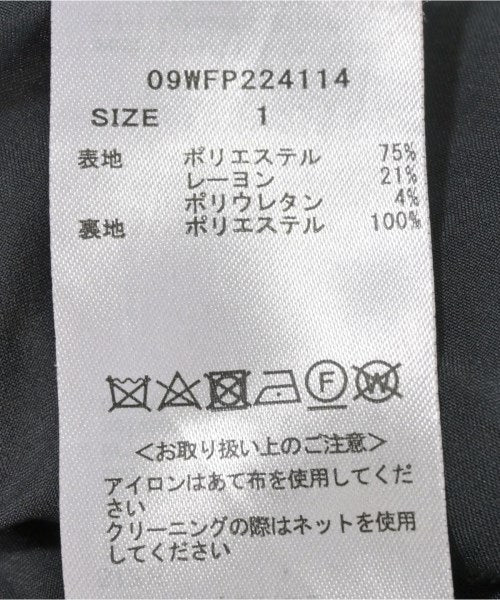 09WFP224114
SIZE 1
表地 ポリエステル 75%
レーヨン 21%
ポリウレタン 4%
裏地 ポリエステル 100%
F W
＜お取り扱い上のご注意＞
アイロンはあて布を使用してくだ
さい
クリーニングの際はネットを使用
してください